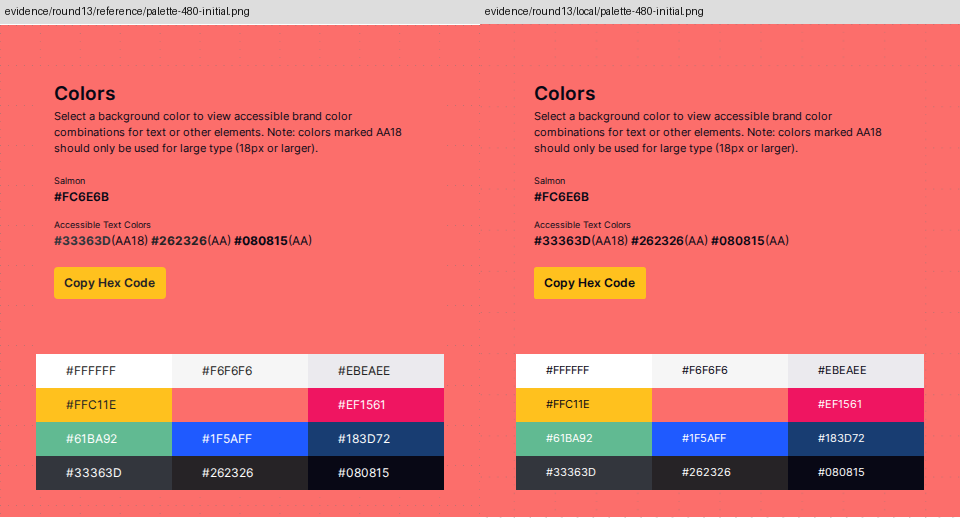 evidence/round13/reference/palette-480-initial.png
evidence/round13/local/palette-480-initial.png
Colors
Select a background color to view accessible brand color
combinations for text or other elements. Note: colors marked AA18
should only be used for large type (18px or larger).
Salmon
#FC6E6B
Accessible Text Colors
#33363D(AA18) #262326(AA) #080815(AA)
Copy Hex Code
#FFFFFF
#F6F6F6
#EBEAEE
#FFC11E
#EF1561
#61BA92
#1F5AFF
#183D72
#33363D
#262326
#080815
Colors
Select a background color to view accessible brand color
combinations for text or other elements. Note: colors marked AA18
should only be used for large type (18px or larger).
Salmon
#FC6E6B
Accessible Text Colors
#33363D(AA18) #262326(AA) #080815(AA)
Copy Hex Code
#FFFFFF
#F6F6F6
#EBEAEE
#FFC11E
#EF1561
#61BA92
#1F5AFF
#183D72
#33363D
#262326
#080815